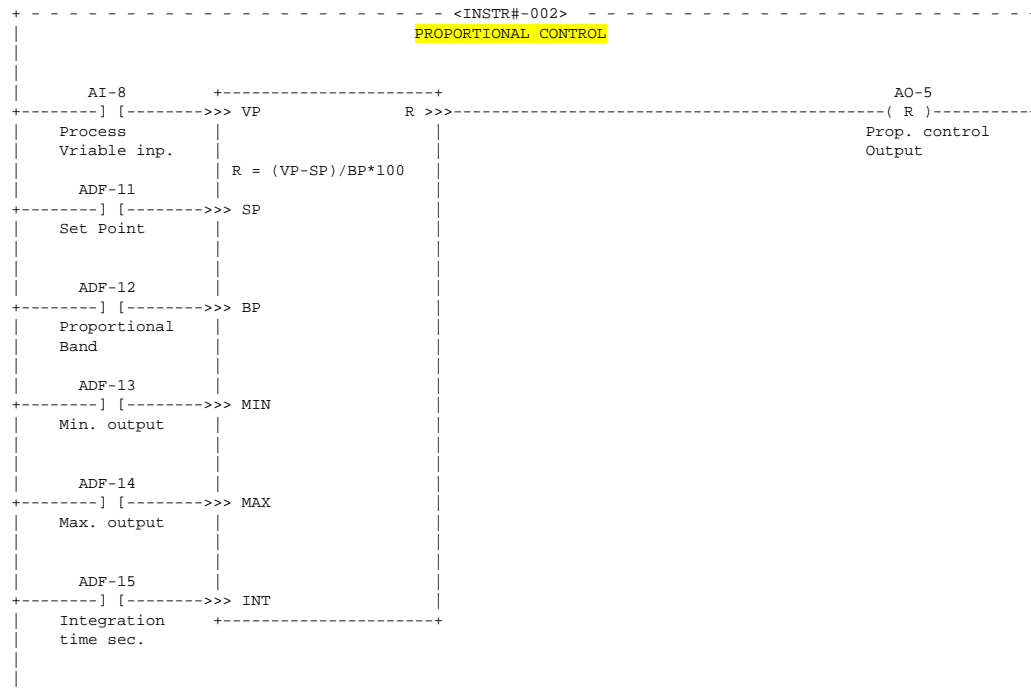 <INSTR#-002>
PROPORTIONAL CONTROL
AI-8 AO-5
] [ >>> VP R >>> ( R )
Process Prop. control
Vriable inp. Output
R = (VP-SP)/BP*100
ADF-11
] [ >>> SP
Set Point
ADF-12
] [ >>> BP
Proportional
Band
ADF-13
] [ >>> MIN
Min. output
ADF-14
] [ >>> MAX
Max. output
ADF-15
] [ >>> INT
Integration
time sec.